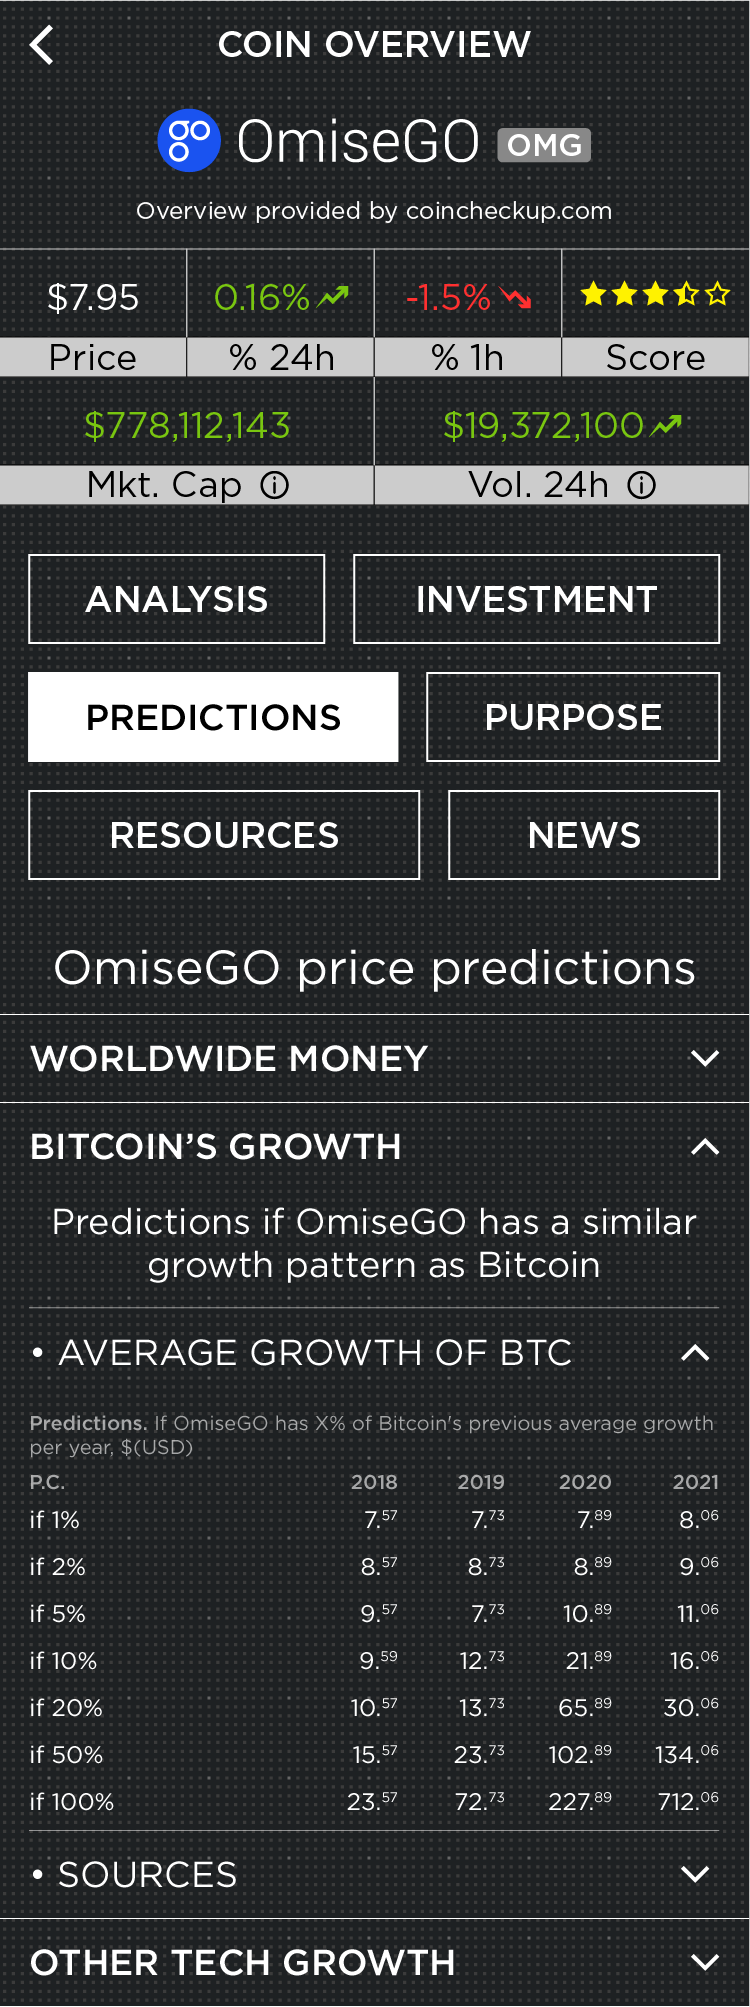 COIN OVERVIEW
go OmiseGO OMG
Overview provided by coincheckup.com
$7.95 0.16% -1.5%
Price % 24h % 1h Score
$778,112,143 $19,372,100
Mkt. Cap i Vol. 24h i
ANALYSIS INVESTMENT
PREDICTIONS PURPOSE
RESOURCES NEWS
OmiseGO price predictions
WORLDWIDE MONEY
BITCOIN’S GROWTH
Predictions if OmiseGO has a similar
growth pattern as Bitcoin
• AVERAGE GROWTH OF BTC
Predictions. If OmiseGO has X% of Bitcoin's previous average growth
per year, $(USD)
P.C. 2018 2019 2020 2021
if 1% 7.57 7.73 7.89 8.06
if 2% 8.57 8.73 8.89 9.06
if 5% 9.57 7.73 10.89 11.06
if 10% 9.59 12.73 21.89 16.06
if 20% 10.57 13.73 65.89 30.06
if 50% 15.57 23.73 102.89 134.06
if 100% 23.57 72.73 227.89 712.06
• SOURCES
OTHER TECH GROWTH